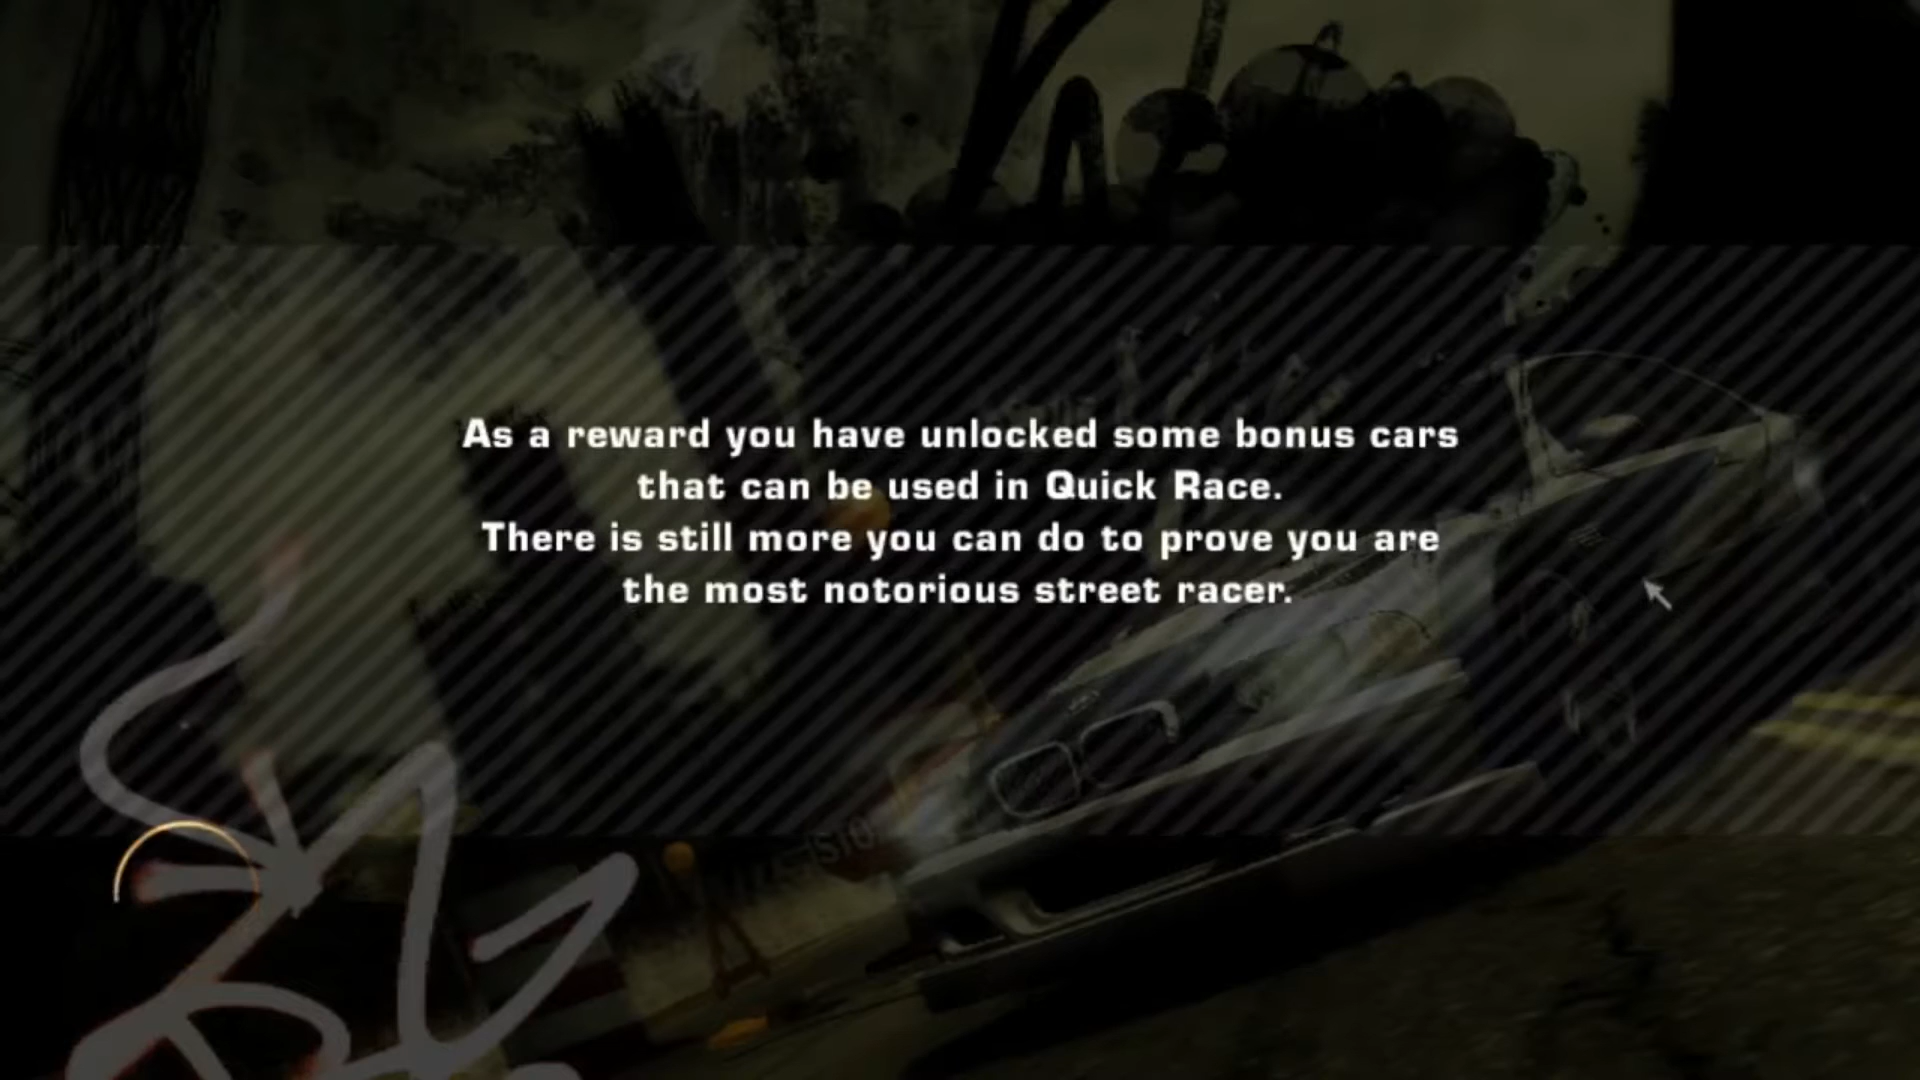 As a reward you have unlocked some bonus cars
that can be used in Quick Race.
There is still more you can do to prove you are
the most notorious street racer.